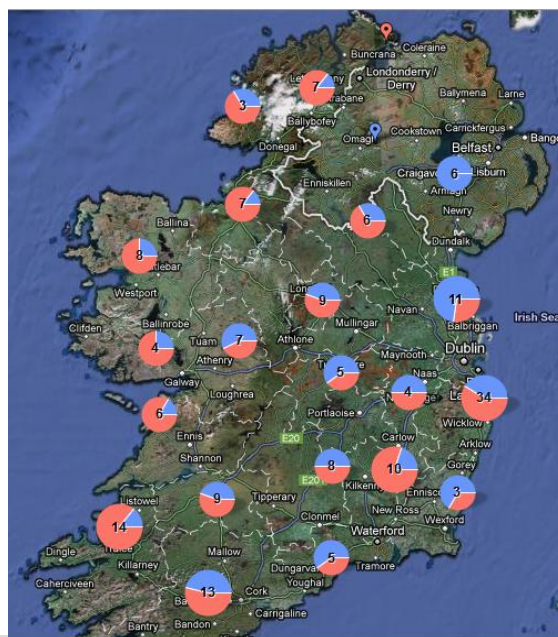 Coleraine
Buncrana
Londonderry /
Derry
7
3
Ballymena
Larne
Ballybofey
Carrickfergus
Omagh
Cookstown
Donegal
Belfast
6
Lisburn
Enniskillen
Armagh
7
6
Newry
Ballina
Dundalk
8
E1
Westport
9
11
Irish Sea
Navan
Clifden
Ballinrobe
Mullingar
Balbriggan
Tuam
7
4
Athlone
Maynooth
Dublin
Athenry
Galway
5
Naas
Loughrea
4
34
6
Portlaoise
Wicklow
Ennis
E20
Carlow
Arklow
Shannon
8
10
Gorey
E20
Kilkenny
Listowel
9
3
Tipperary
New Ross
14
Clonmel
Wexford
Waterford
Dingle
Tralee
Killarney
Mallow
5
Tramore
Dungarvan
Youghal
Caherciveen
13
Cork
Carrigaline
Bandon
Bantry